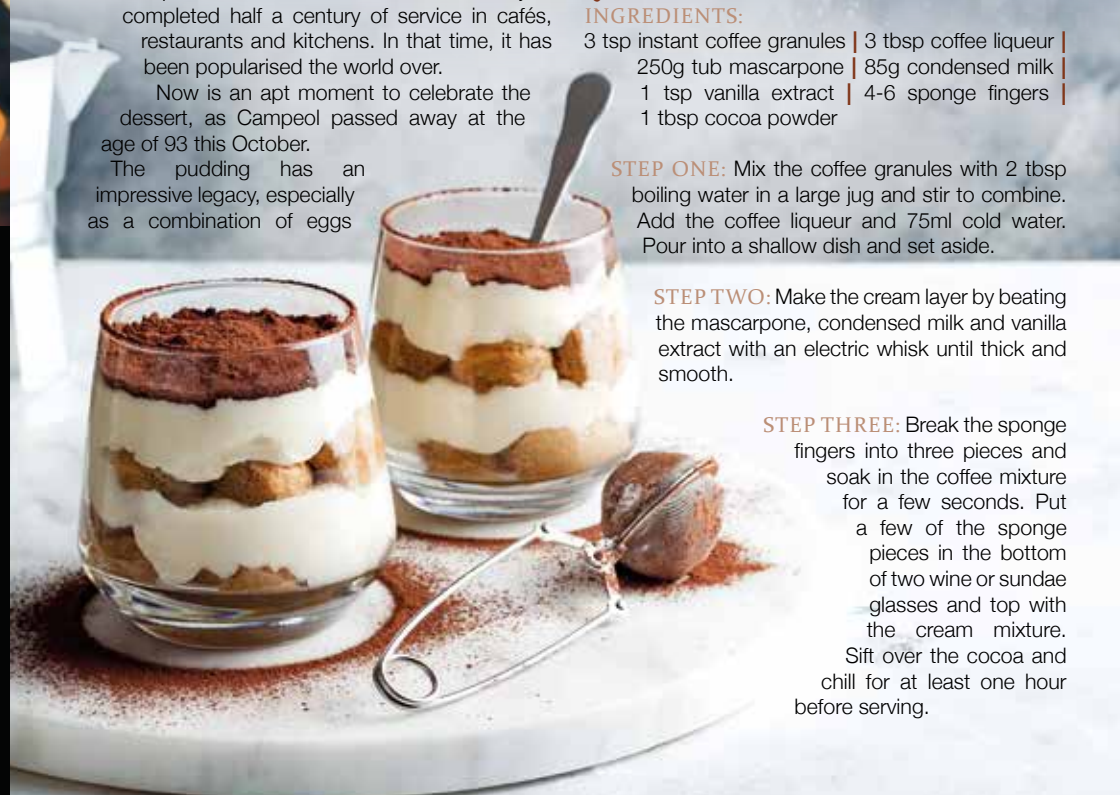 completed half a century of service in cafés,
restaurants and kitchens. In that time, it has
been popularised the world over.
Now is an apt moment to celebrate the
dessert, as Campeol passed away at the
age of 93 this October.
The pudding has an
impressive legacy, especially
as a combination of eggs
INGREDIENTS:
3 tsp instant coffee granules | 3 tbsp coffee liqueur |
250g tub mascarpone | 85g condensed milk |
1 tsp vanilla extract | 4-6 sponge fingers |
1 tbsp cocoa powder
STEP ONE: Mix the coffee granules with 2 tbsp
boiling water in a large jug and stir to combine.
Add the coffee liqueur and 75ml cold water.
Pour into a shallow dish and set aside.
STEP TWO: Make the cream layer by beating
the mascarpone, condensed milk and vanilla
extract with an electric whisk until thick and
smooth.
STEP THREE: Break the sponge
fingers into three pieces and
soak in the coffee mixture
for a few seconds. Put
a few of the sponge
pieces in the bottom
of two wine or sundae
glasses and top with
the cream mixture.
Sift over the cocoa and
chill for at least one hour
before serving.